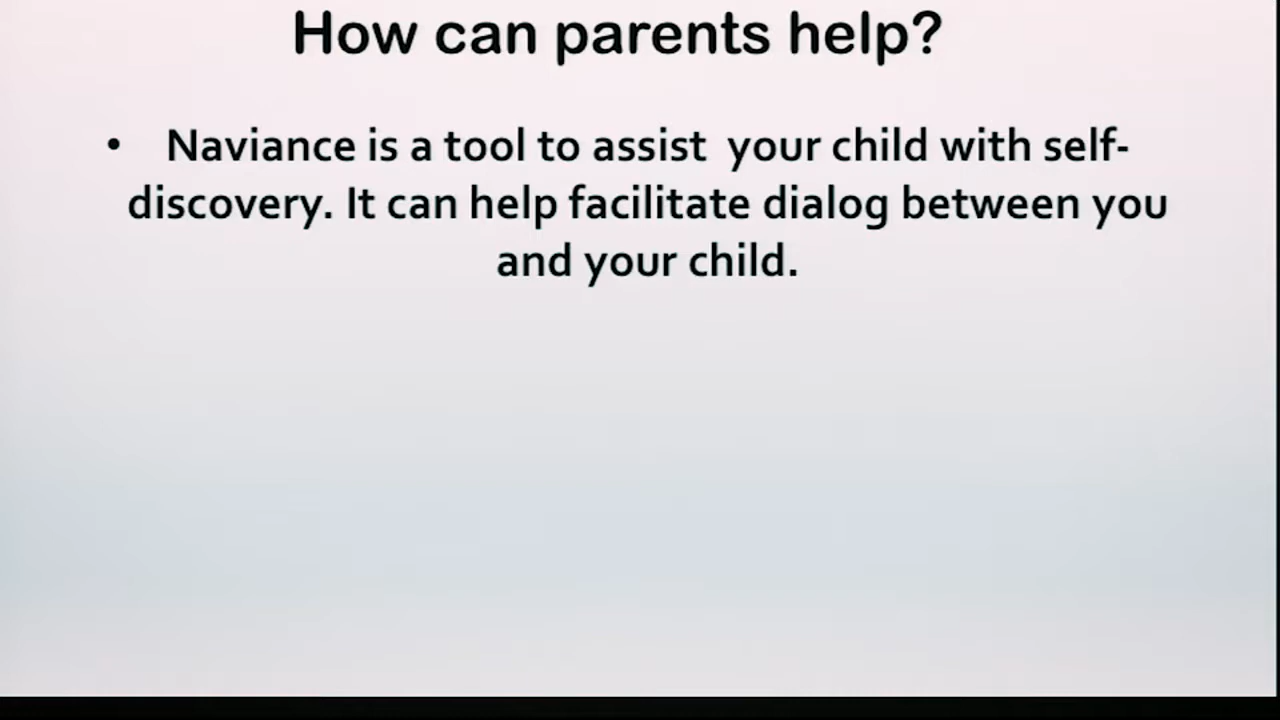 How can parents help?
• Naviance is a tool to assist  your child with self-
discovery. It can help facilitate dialog between you
and your child.